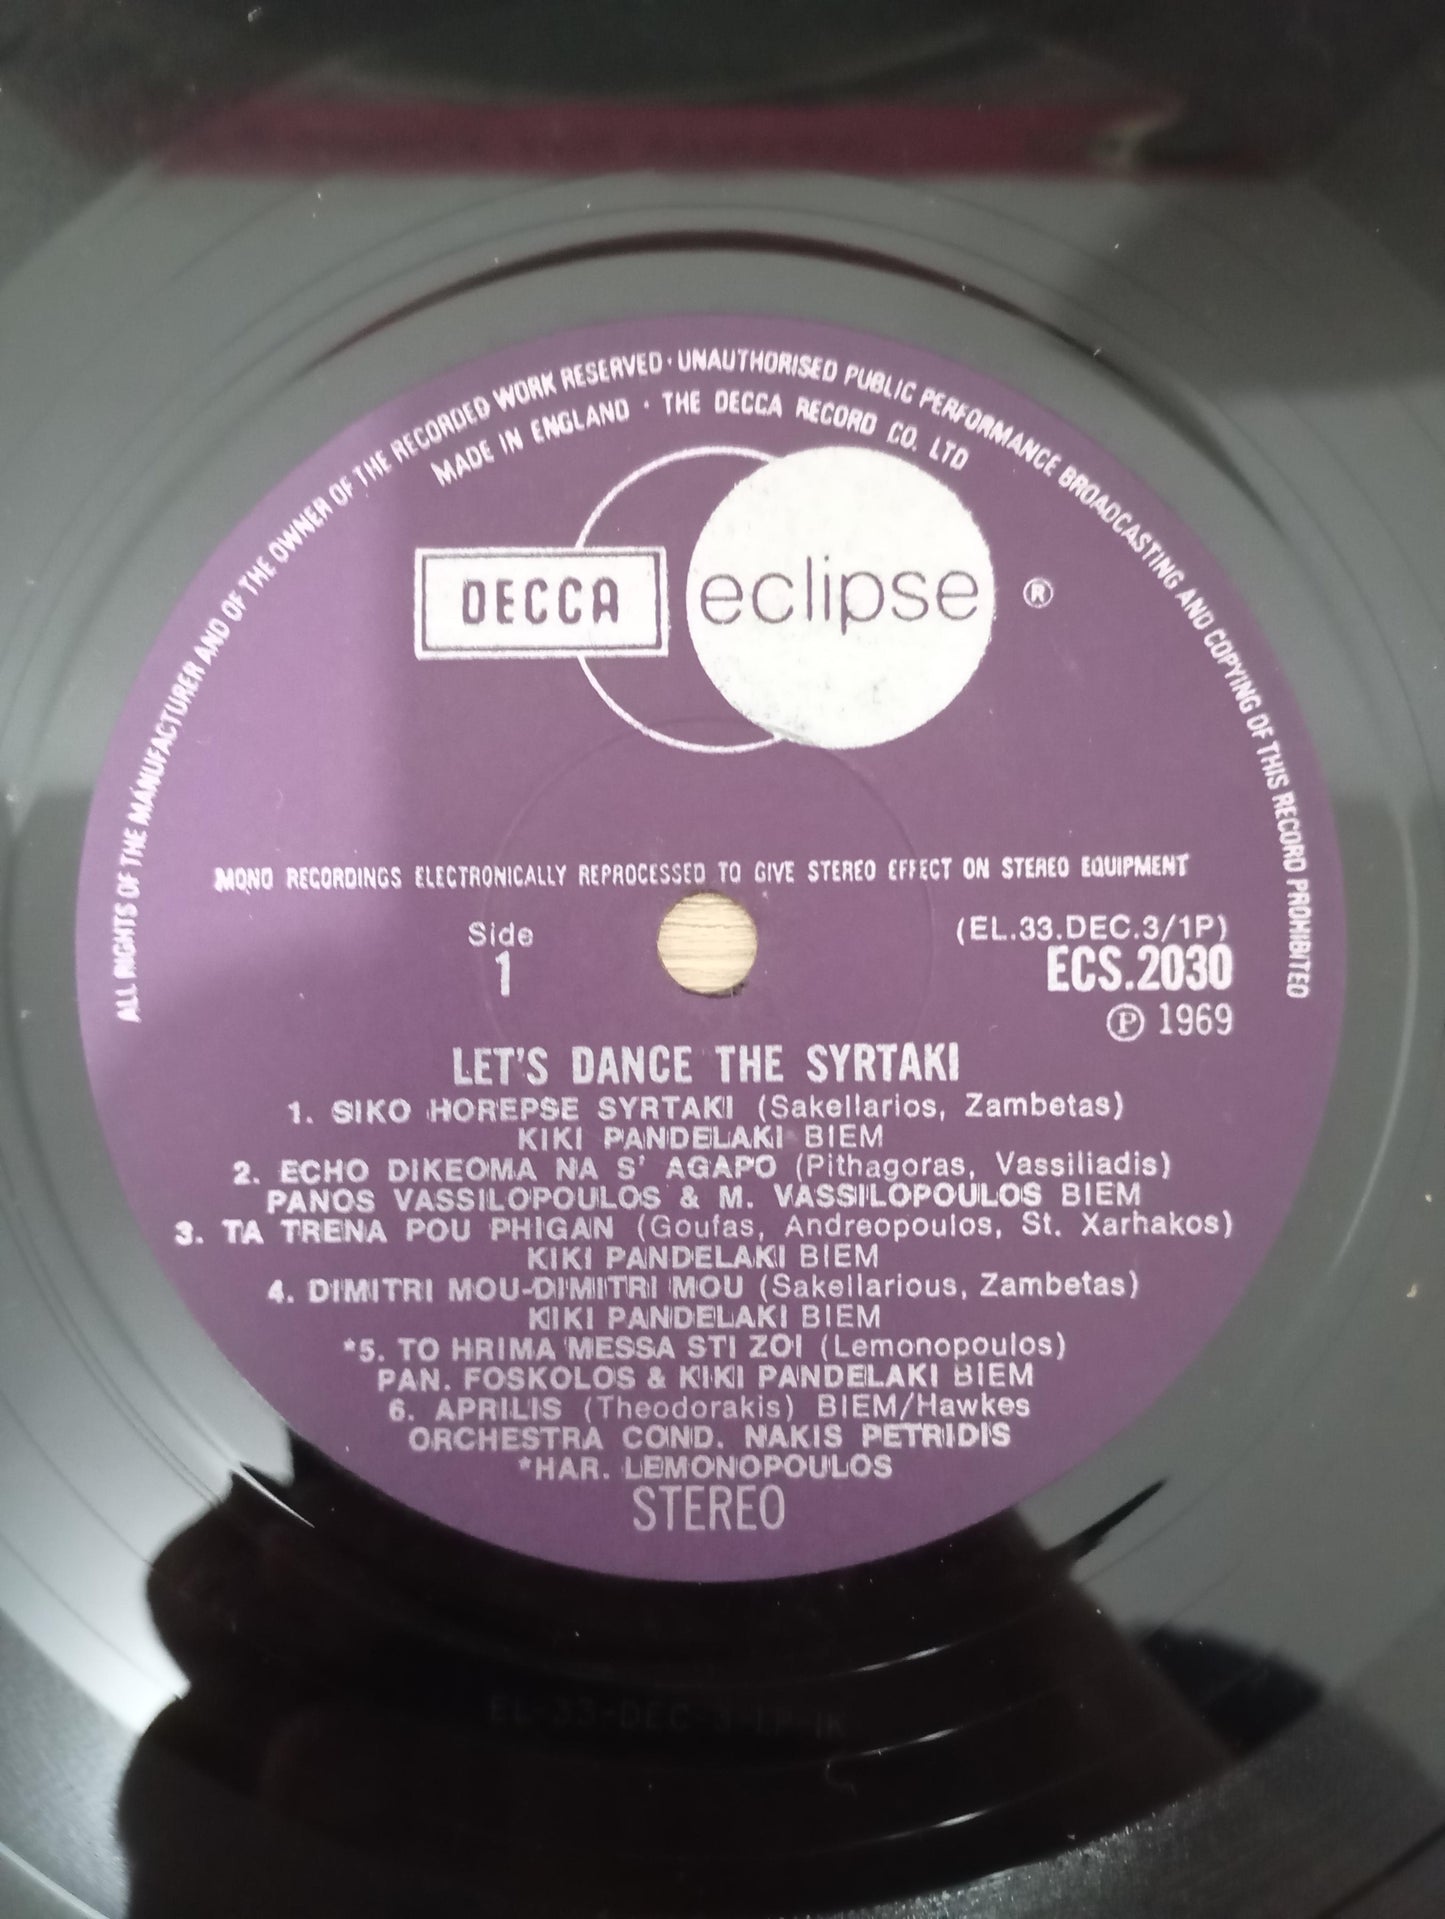 ALL RIGHTS OF THE MANUFACTURER AND OF THE OWNER OF THE RECORDED WORK RESERVED · UNAUTHORISED PUBLIC PERFORMANCE BROADCASTING AND COPYING OF THIS RECORD PROHIBITED
MADE IN ENGLAND · THE DECCA RECORD CO. LTD
DECCA eclipse ®
MONO RECORDINGS ELECTRONICALLY REPROCESSED TO GIVE STEREO EFFECT ON STEREO EQUIPMENT
Side
1
(EL.33.DEC.3/1P)
ECS.2030
Ⓟ 1969
LET'S DANCE THE SYRTAKI
1. SIKO HOREPSE SYRTAKI (Sakellarios, Zambetas)
KIKI PANDELAKI BIEM
2. ECHO DIKEOMA NA S' AGAPO (Pithagoras, Vassiliadis)
PANOS VASSILOPOULOS & M. VASSILOPOULOS BIEM
3. TA TRENA POU PHIGAN (Goufas, Andreopoulos, St. Xarhakos)
KIKI PANDELAKI BIEM
4. DIMITRI MOU-DIMITRI MOU (Sakellarious, Zambetas)
KIKI PANDELAKI BIEM
*5. TO HRIMA MESSA STI ZOI (Lemonopoulos)
PAN. FOSKOLOS & KIKI PANDELAKI BIEM
6. APRILIS (Theodorakis) BIEM/Hawkes
ORCHESTRA COND. NAKIS PETRIDIS
*HAR. LEMONOPOULOS
STEREO
EL-33-DEC-3-1P-1K